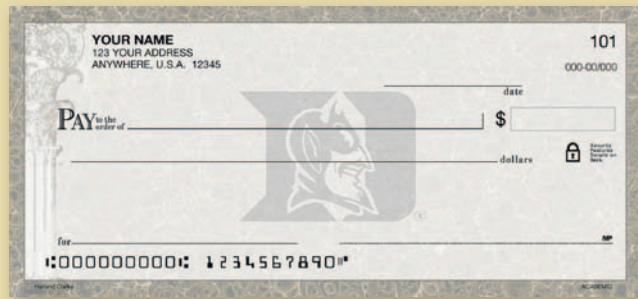 YOUR NAME
123 YOUR ADDRESS
ANYWHERE, U.S.A. 12345
101
000-00/000
date
PAY to the order of
$
dollars
Security
Features
Details on
Back
for
MP
⑆000000000⑆ 1234567890⑈
Harland Clarke
ACADEMIC